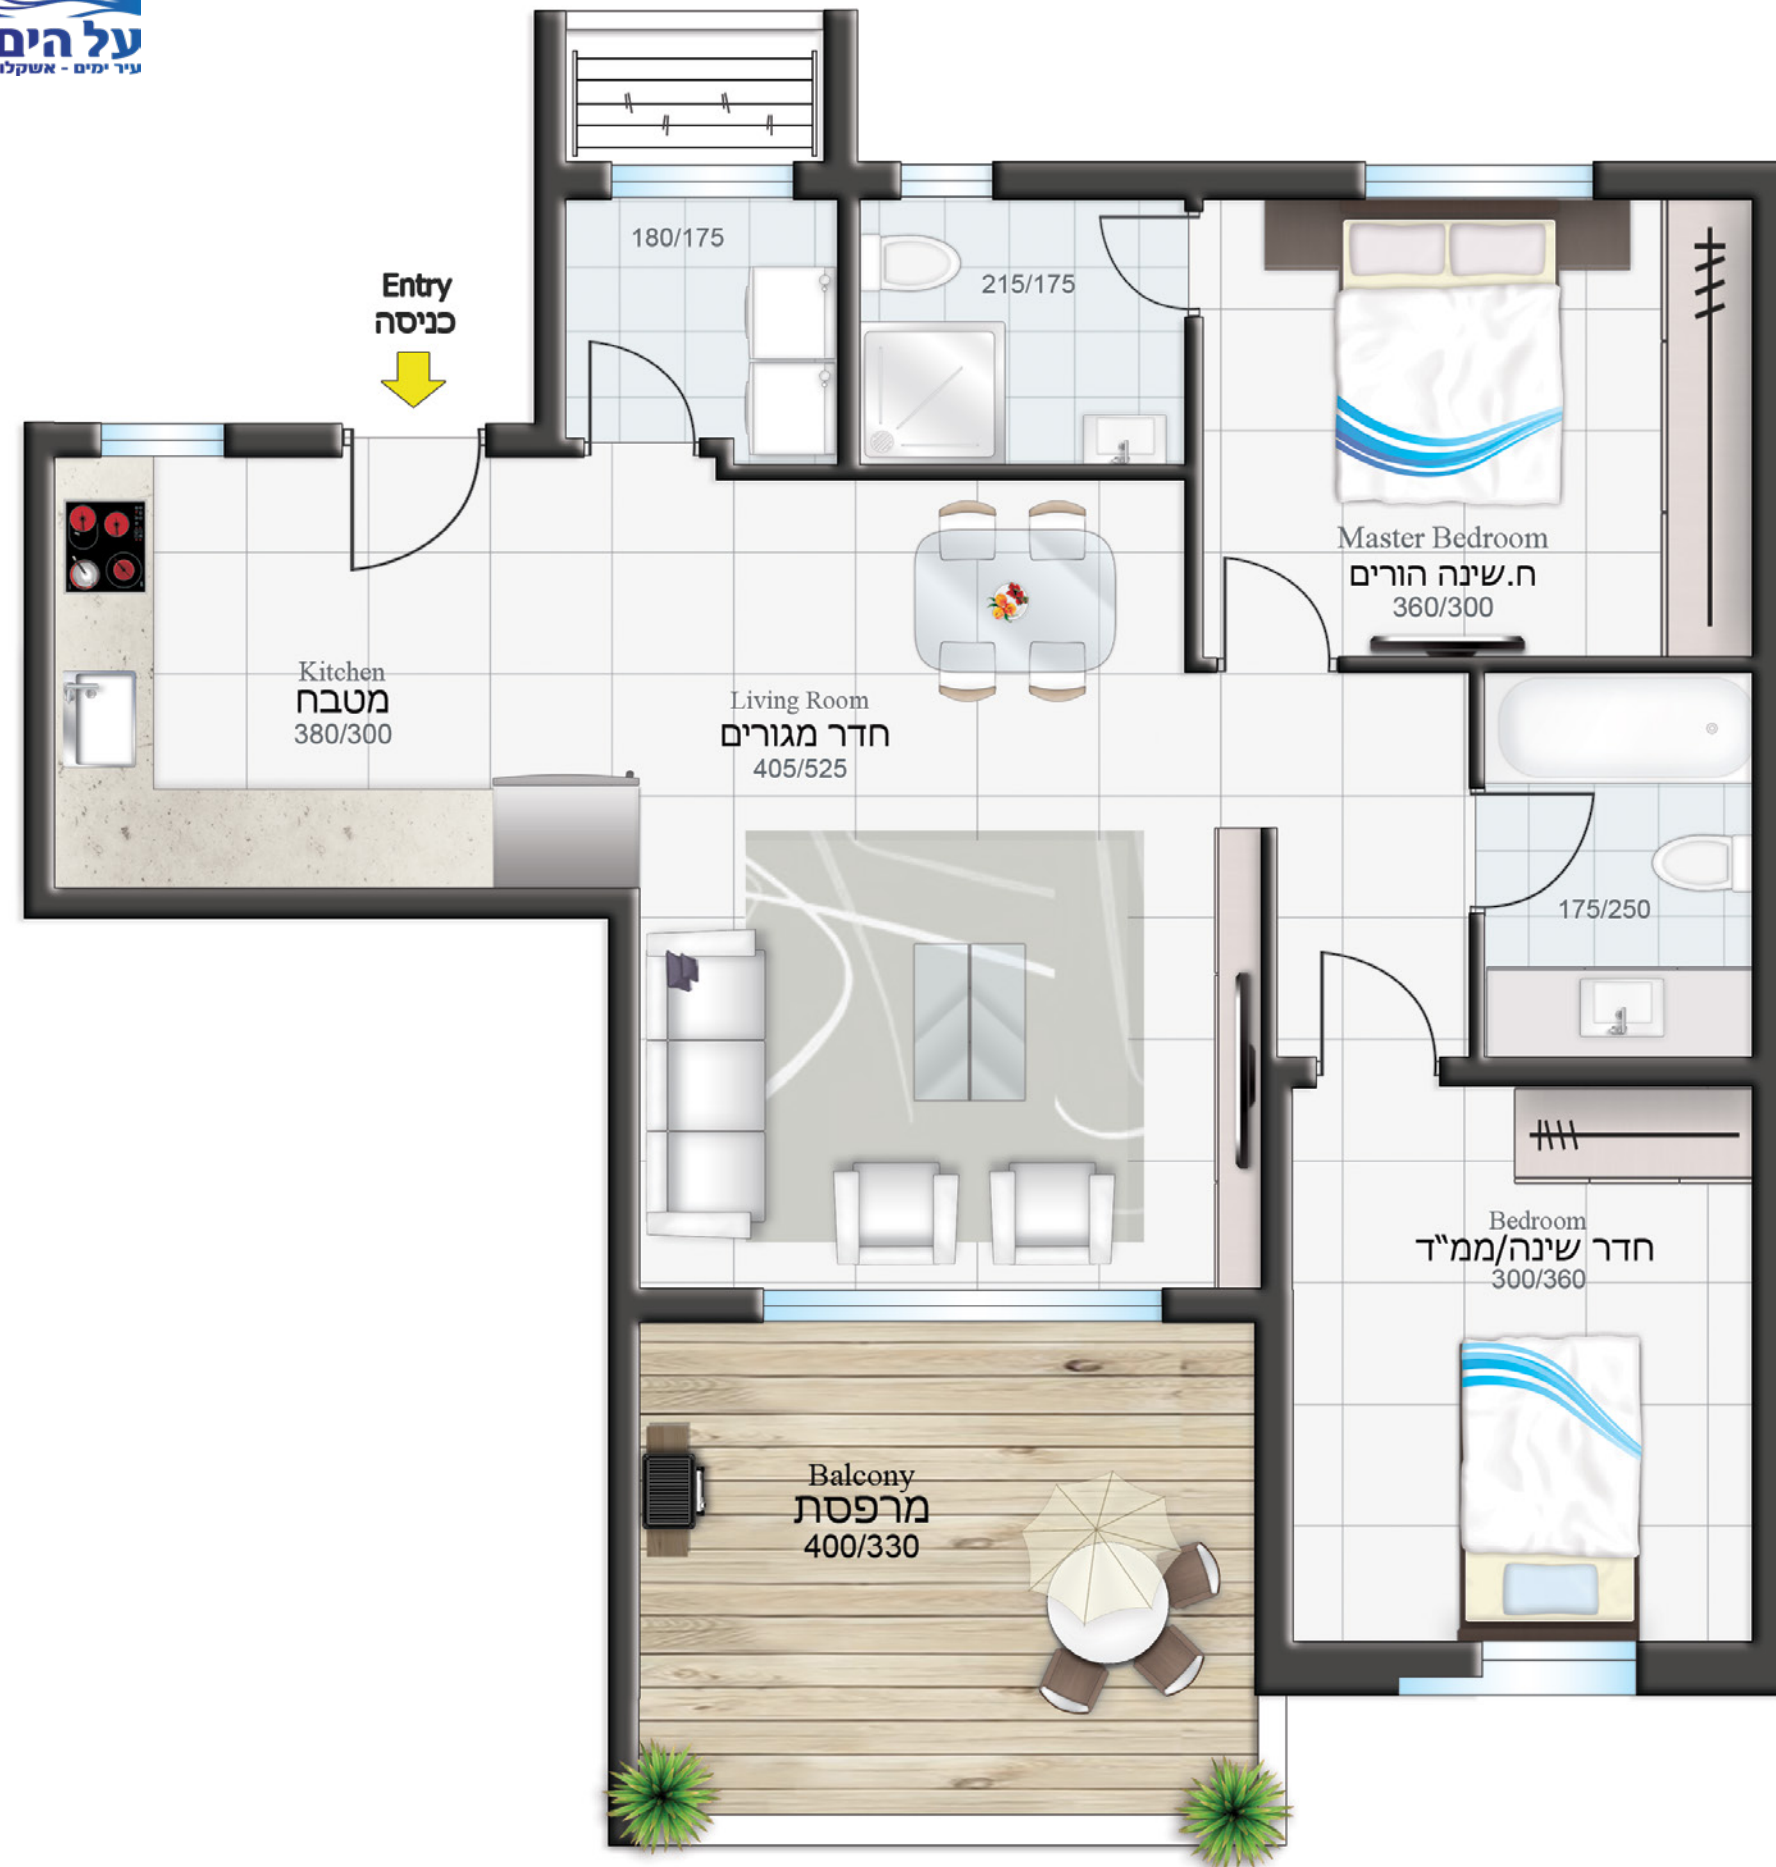 על הים
עיר ימים - אשקלו
Entry
כניסה
180/175
215/175
Master Bedroom
ח.שינה הורים
360/300
Kitchen
מטבח
380/300
Living Room
חדר מגורים
405/525
175/250
Bedroom
חדר שינה/ממ"ד
300/360
Balcony
מרפסת
400/330